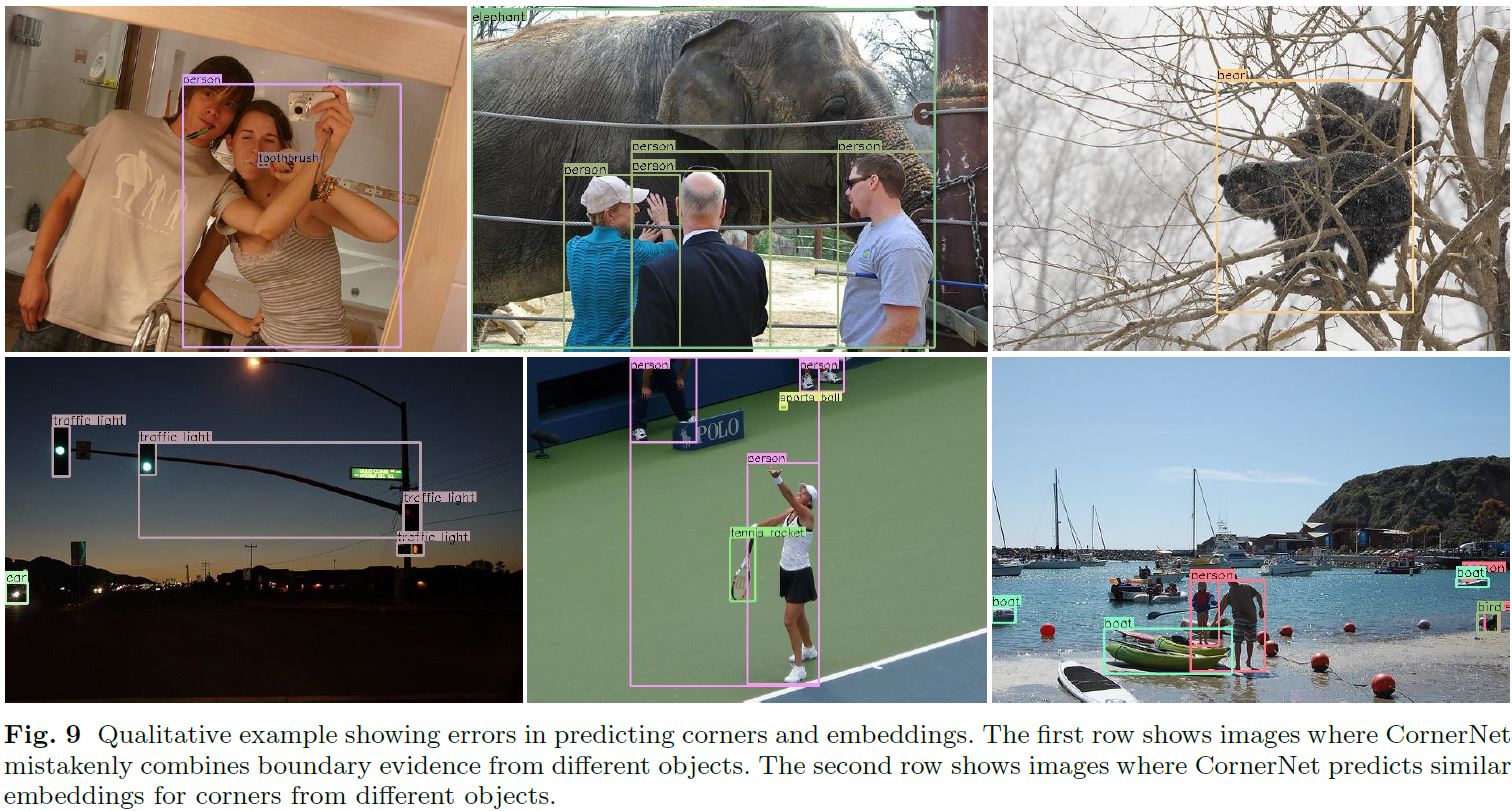 person
toothbrush
elephant
person
person
person
person
bear
traffic light
traffic light
traffic light
traffic light
car
person
person
sports ball
POLO
person
tennis racket
person
boat
boat
boat
bird
Fig. 9 Qualitative example showing errors in predicting corners and embeddings. The first row shows images where CornerNet
mistakenly combines boundary evidence from different objects. The second row shows images where CornerNet predicts similar
embeddings for corners from different objects.